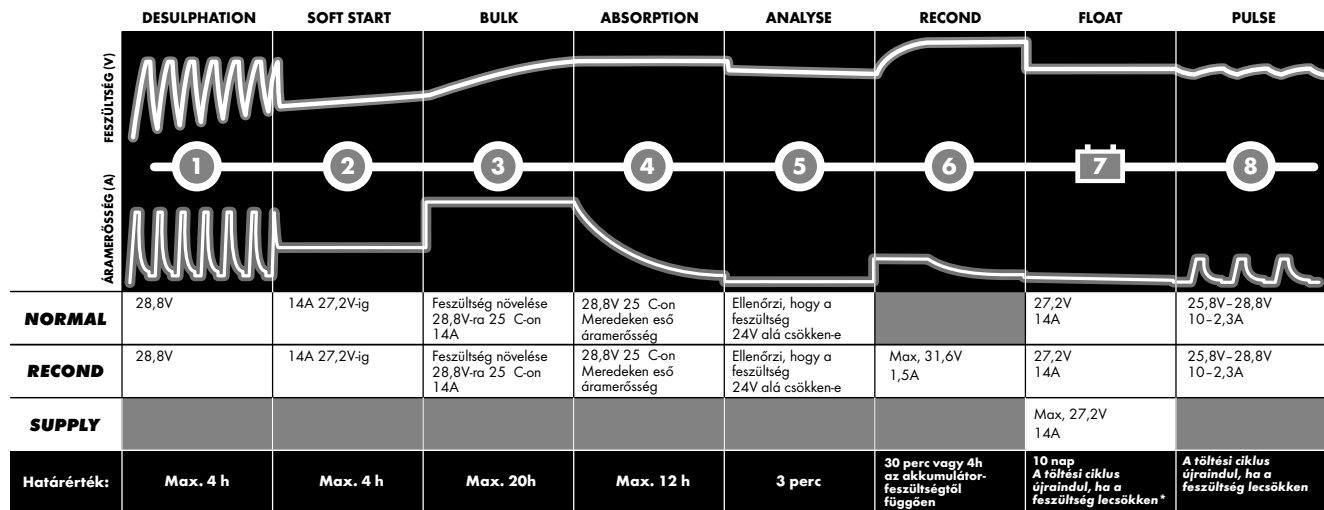 DESULPHATION SOFT START BULK ABSORPTION ANALYSE RECOND FLOAT PULSE
FESZÜLTSÉG (V)
1 2 3 4 5 6 7 8
ÁRAMERŐSSÉG (A)
NORMAL
28,8V
14A 27,2V-ig
Feszültség növelése
28,8V-ra 25 C-on
14A
28,8V 25 C-on
Meredeken eső
áramerősség
Ellenőrzi, hogy a
feszültség
24V alá csökken-e
27,2V
14A
25,8V–28,8V
10–2,3A
RECOND
28,8V
14A 27,2V-ig
Feszültség növelése
28,8V-ra 25 C-on
14A
28,8V 25 C-on
Meredeken eső
áramerősség
Ellenőrzi, hogy a
feszültség
24V alá csökken-e
Max, 31,6V
1,5A
27,2V
14A
25,8V–28,8V
10–2,3A
SUPPLY
Max, 27,2V
14A
Határérték:
Max. 4 h
Max. 4 h
Max. 20h
Max. 12 h
3 perc
30 perc vagy 4h
az akkumulátor-
feszültségtől
függően
10 nap
A töltési ciklus
újraindul, ha a
feszültség lecsökken*
A töltési ciklus
újraindul, ha a
feszültség lecsökken